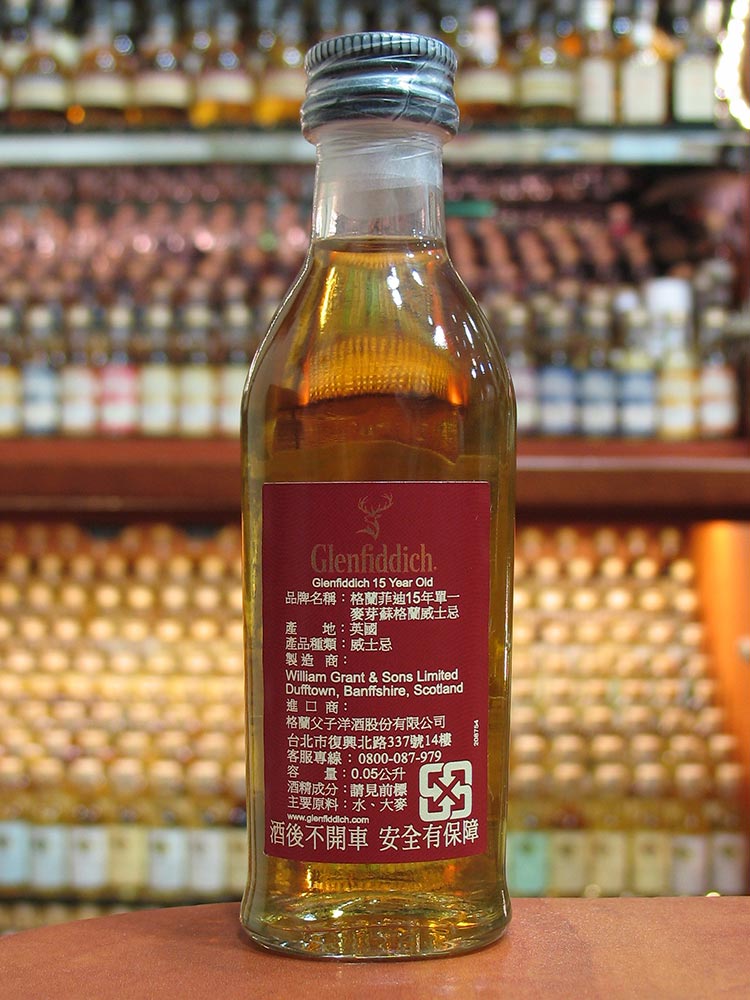 Glenfiddich®
Glenfiddich 15 Year Old
品牌名稱：格蘭菲迪15年單一
麥芽蘇格蘭威士忌
產　地：英國
產品種類：威士忌
製 造 商：
William Grant & Sons Limited
Dufftown, Banffshire, Scotland
進 口 商：
格蘭父子洋酒股份有限公司
台北市復興北路337號14樓
客服專線：0800-087-979
容　量：0.05公升
酒精成分：請見前標
主要原料：水、大麥
www.glenfiddich.com
酒後不開車 安全有保障
208754